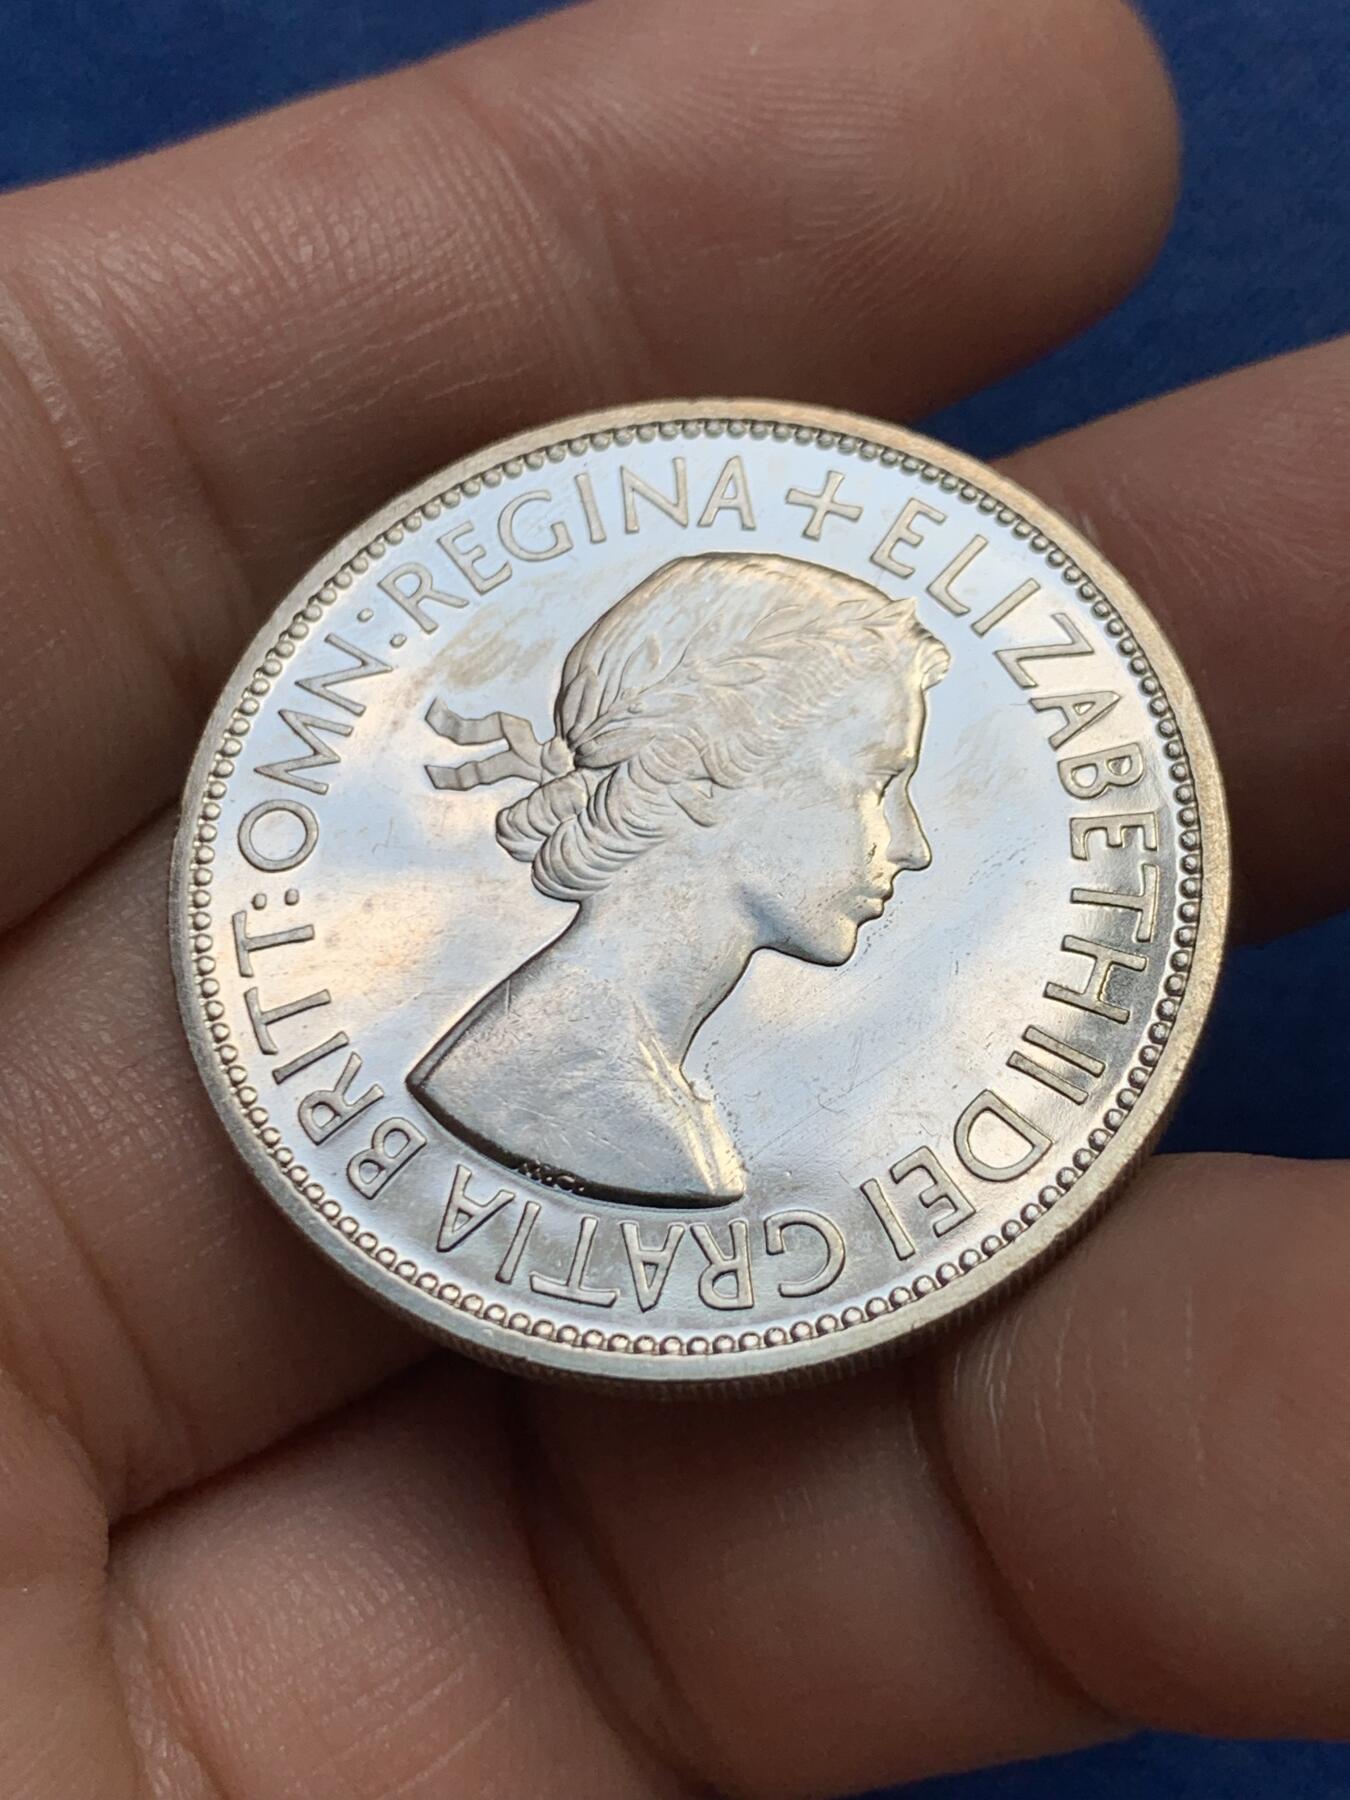 + ELIZABETH II DEI GRATIA BRITT: OMN: REGINA